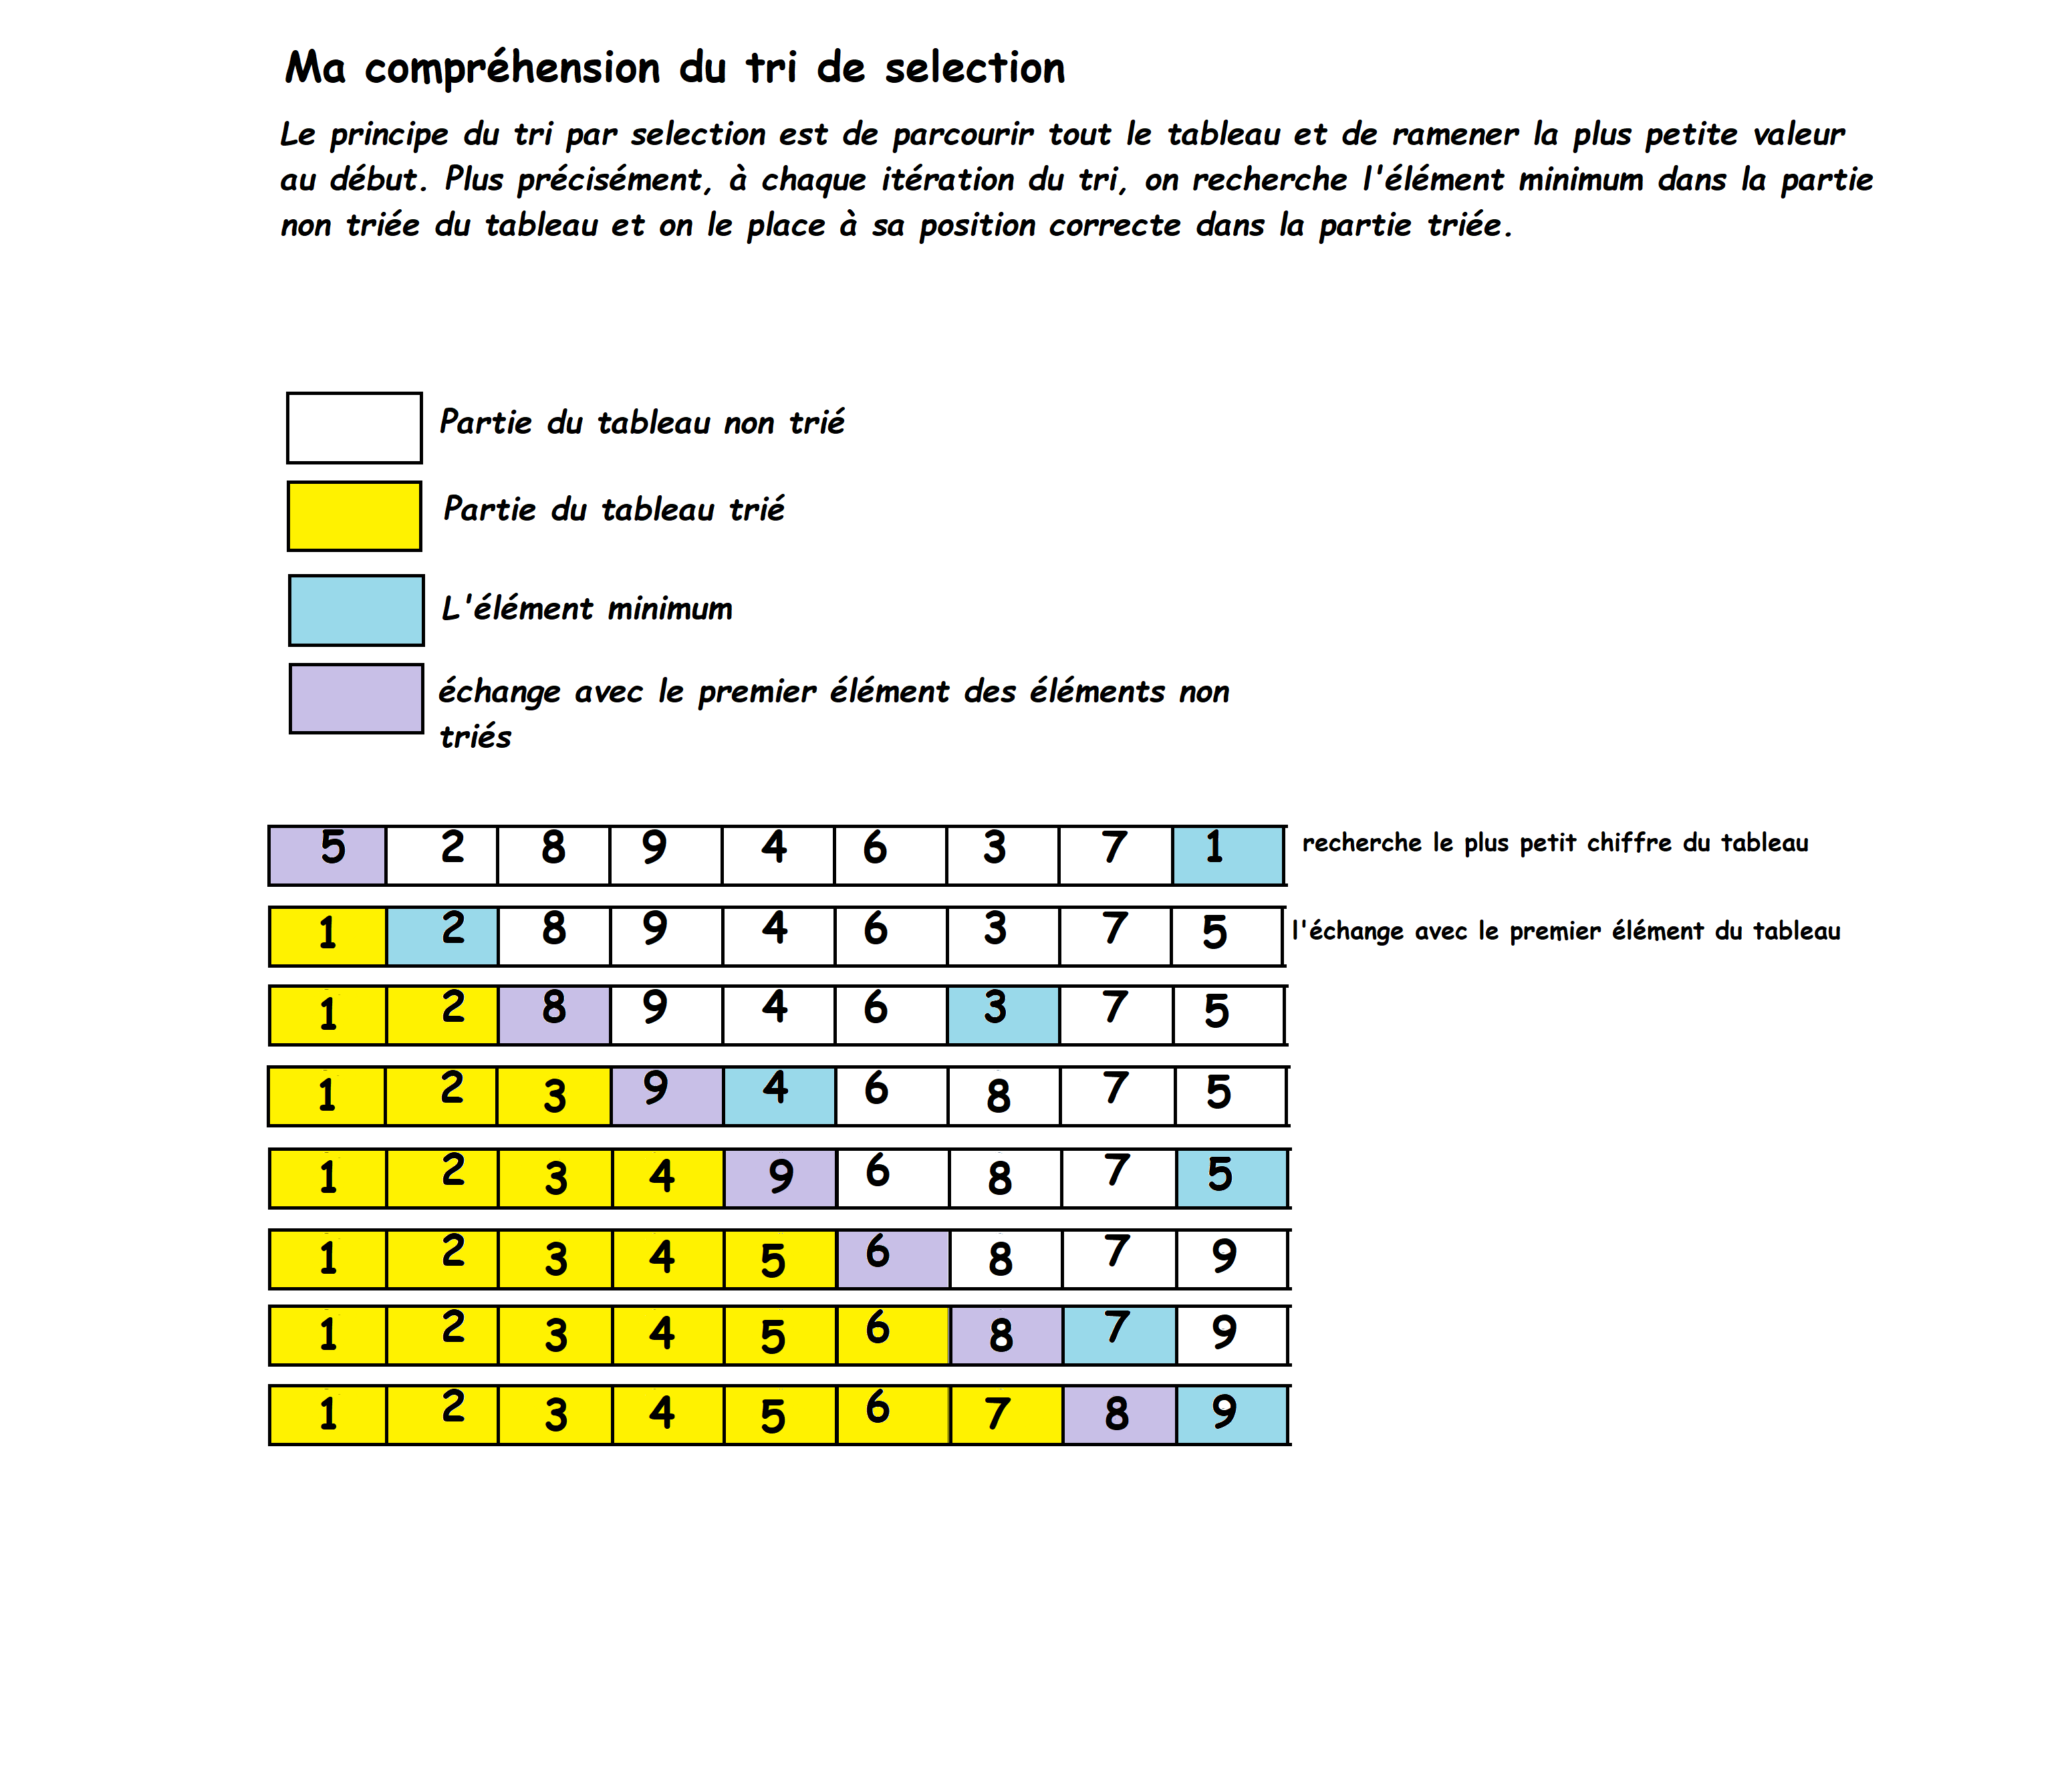 Ma compréhension du tri de selection
Le principe du tri par selection est de parcourir tout le tableau et de ramener la plus petite valeur
au début. Plus précisément, à chaque itération du tri, on recherche l'élément minimum dans la partie
non triée du tableau et on le place à sa position correcte dans la partie triée.
Partie du tableau non trié
Partie du tableau trié
L'élément minimum
échange avec le premier élément des éléments non
triés
5 2 8 9 4 6 3 7 1 recherche le plus petit chiffre du tableau
1 2 8 9 4 6 3 7 5 l'échange avec le premier élément du tableau
1 2 8 9 4 6 3 7 5
1 2 3 9 4 6 8 7 5
1 2 3 4 9 6 8 7 5
1 2 3 4 5 6 8 7 9
1 2 3 4 5 6 8 7 9
1 2 3 4 5 6 7 8 9